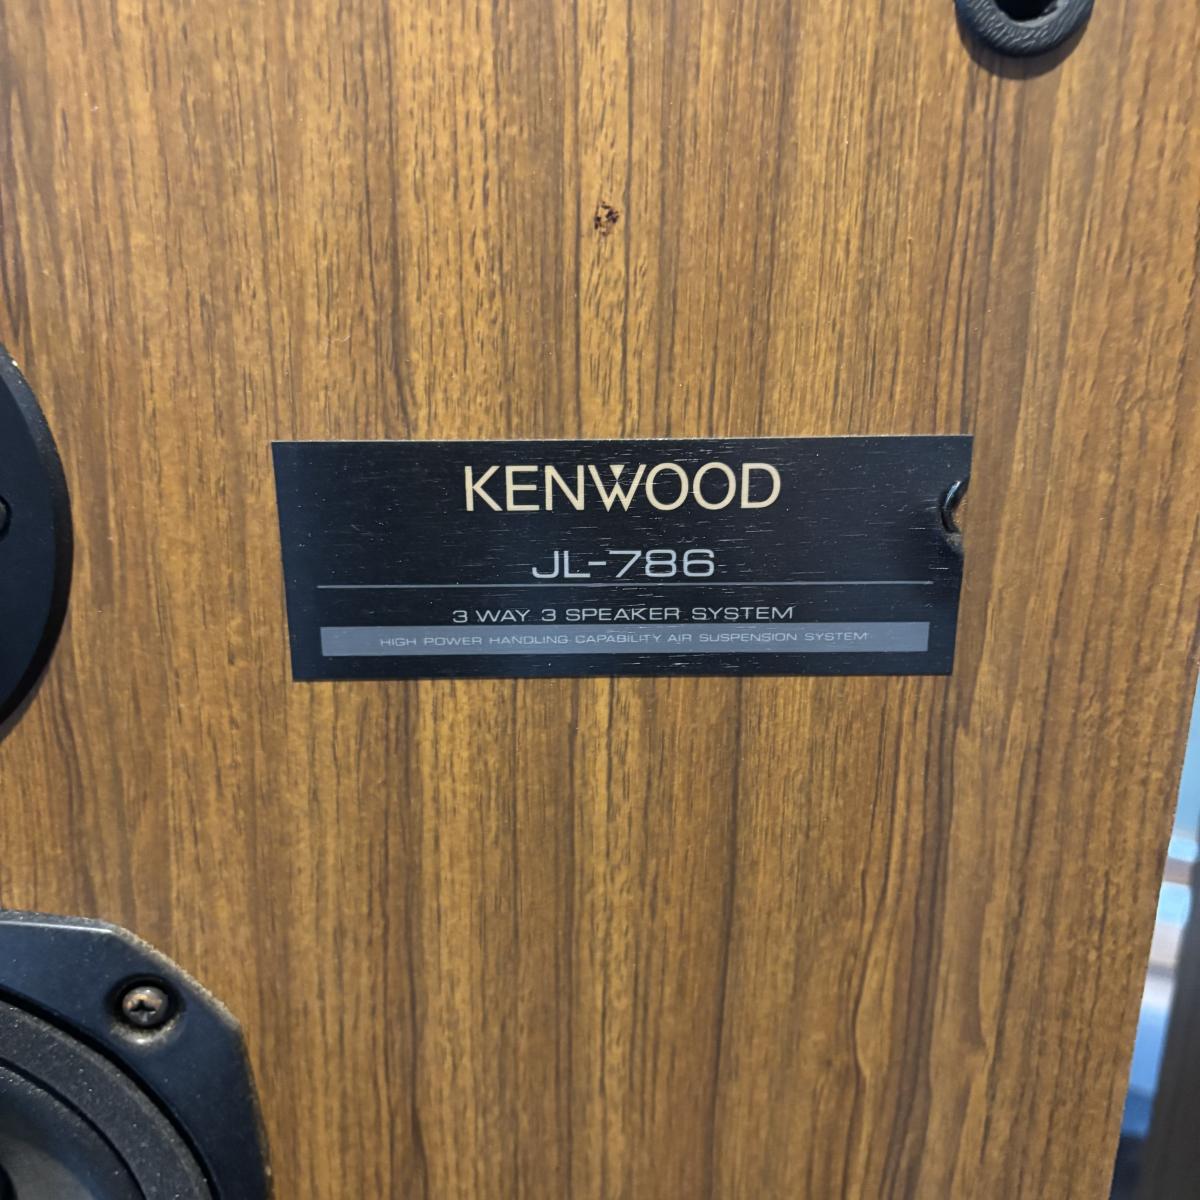 KENWOOD
JL-786
3 WAY 3 SPEAKER SYSTEM
HIGH POWER HANDLING CAPABILITY AIR SUSPENSION SYSTEM